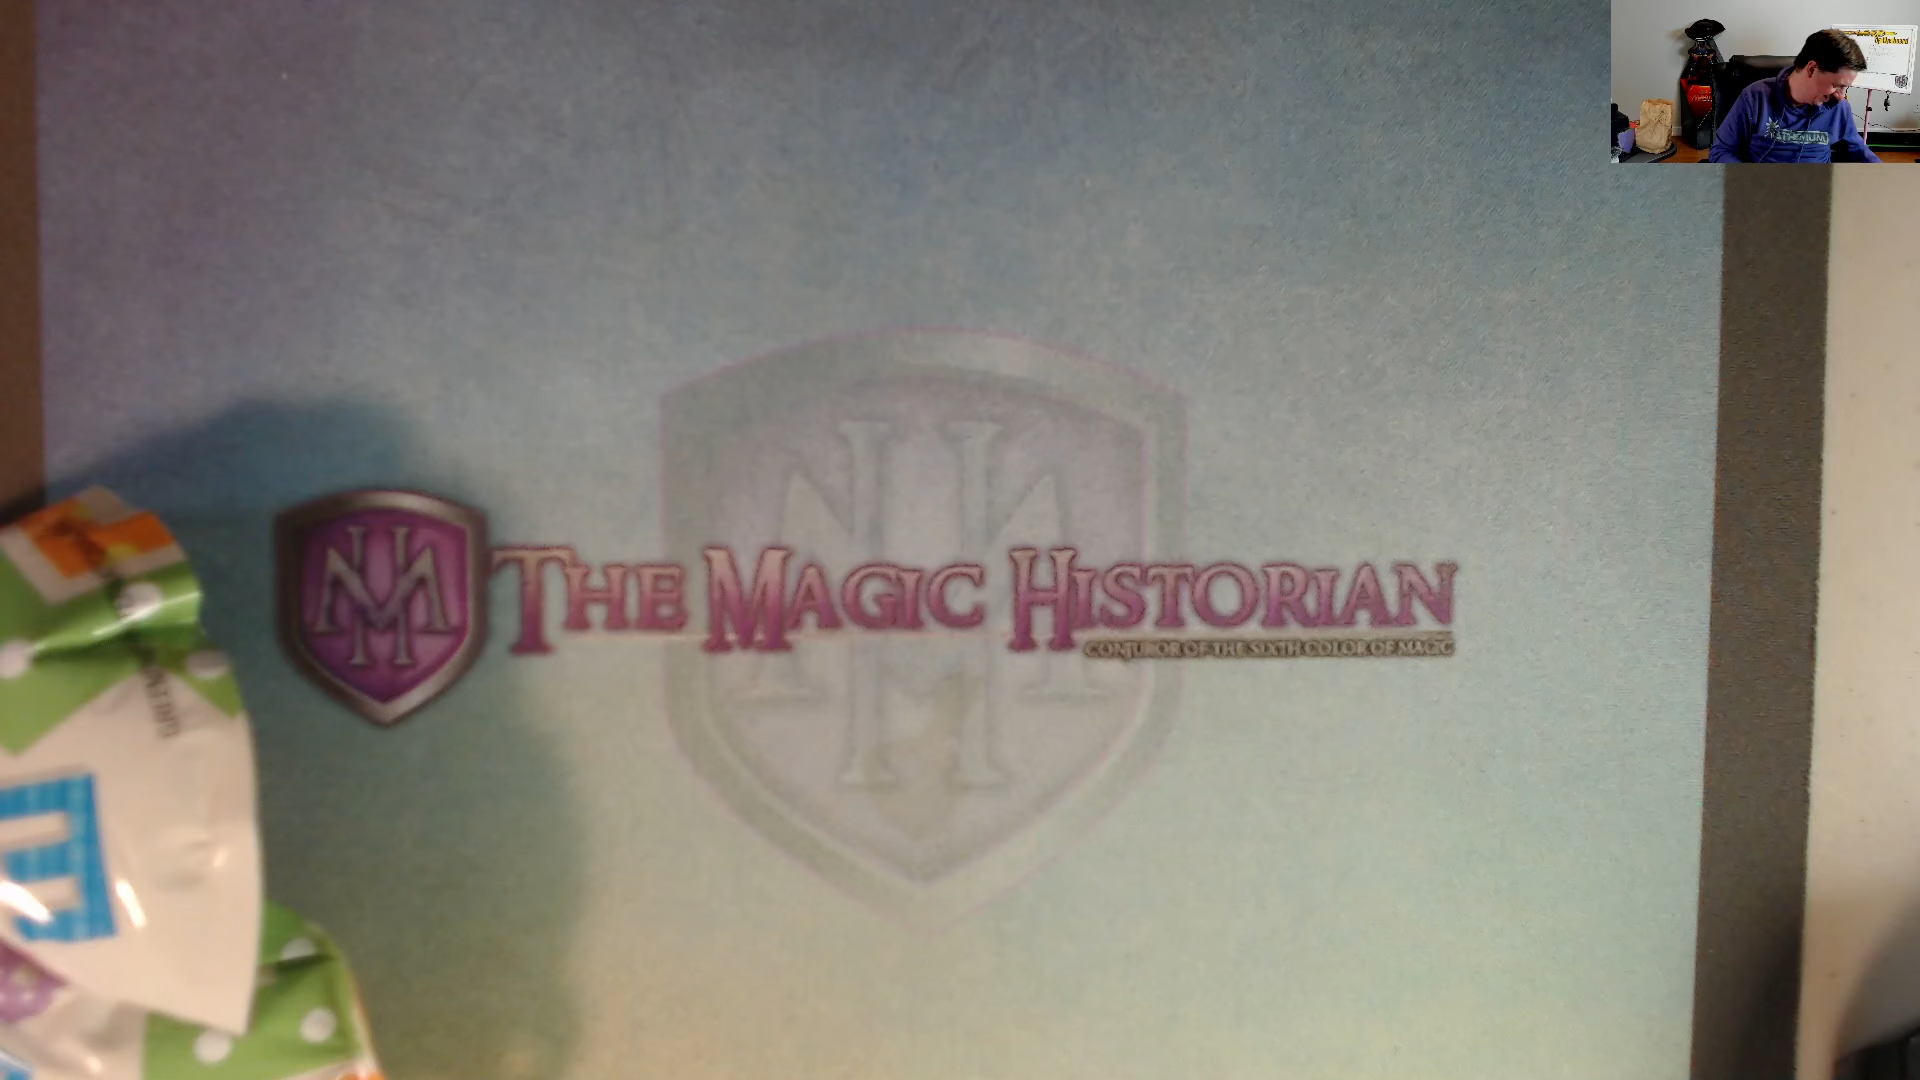 THE MAGIC HISTORIAN
CONJUROR OF THE SIXTH COLOR OF MAGIC